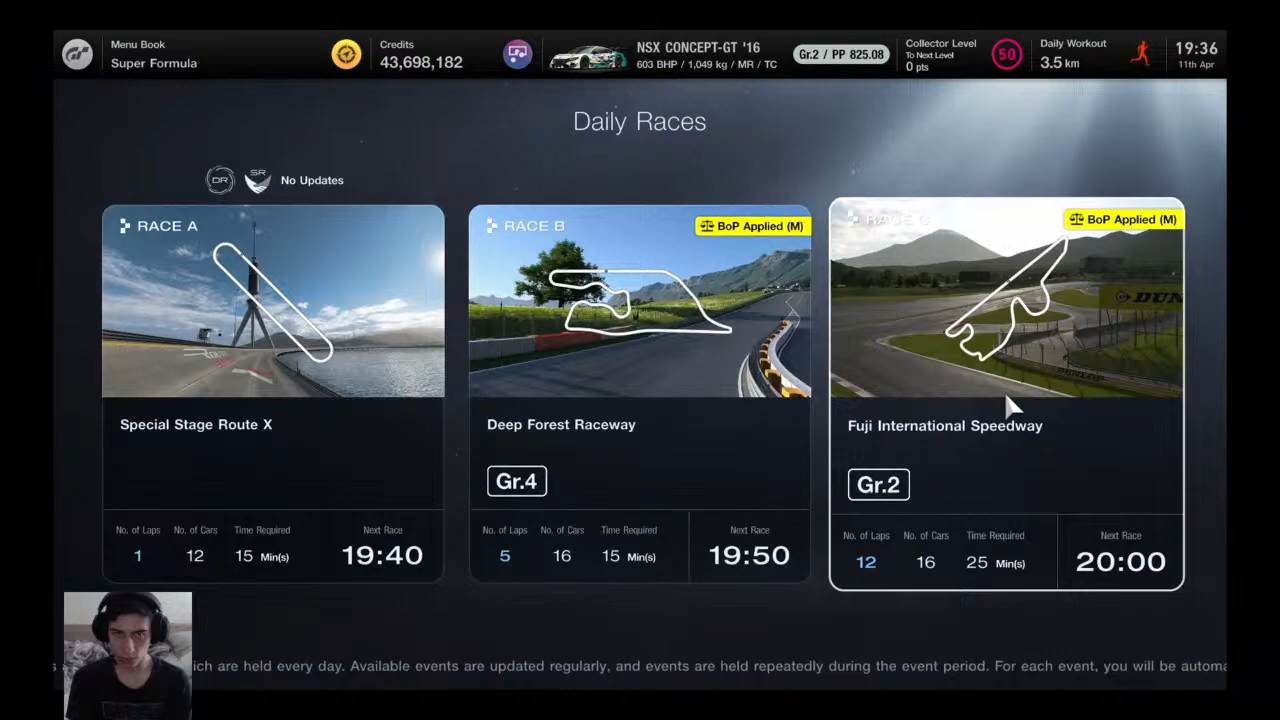 Menu Book
Super Formula
Credits
43,698,182
NSX CONCEPT-GT '16
603 BHP / 1,049 kg / MR / TC
Gr.2 / PP 825.08
Collector Level
To Next Level
0 pts
50
Daily Workout
3.5 km
19:36
11th Apr
Daily Races
DR SR No Updates
RACE A
Special Stage Route X
No. of Laps No. of Cars Time Required Next Race
1 12 15 Min(s) 19:40
RACE B BoP Applied (M)
Deep Forest Raceway
Gr.4
No. of Laps No. of Cars Time Required Next Race
5 16 15 Min(s) 19:50
RACE C BoP Applied (M)
DUN
DUNLOP
Fuji International Speedway
Gr.2
No. of Laps No. of Cars Time Required Next Race
12 16 25 Min(s) 20:00
ich are held every day. Available events are updated regularly, and events are held repeatedly during the event period. For each event, you will be automa